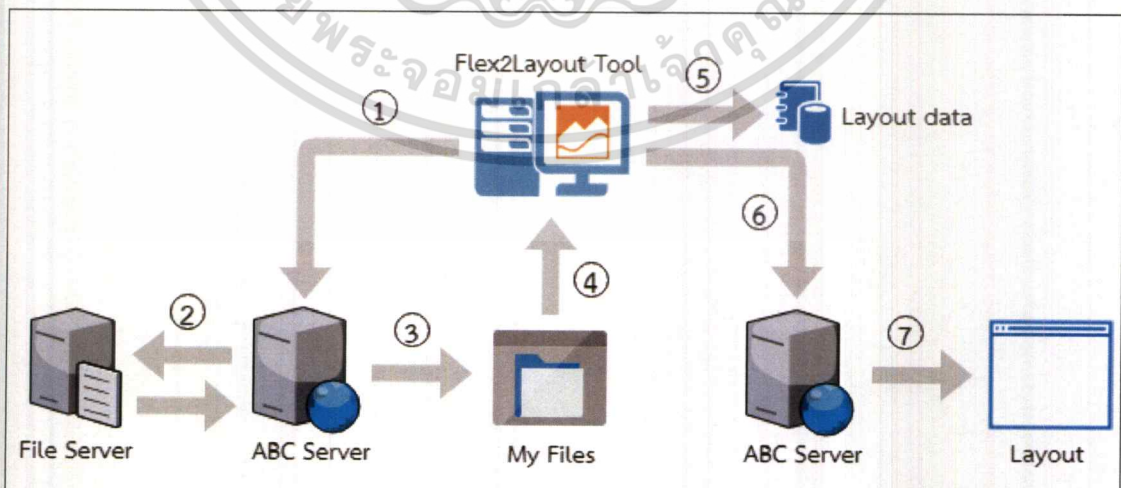 Flex2Layout Tool
①
⑤
Layout data
⑥
④
②
③
⑦
File Server
ABC Server
My Files
ABC Server
Layout